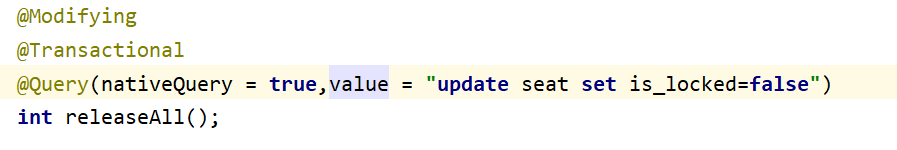 @Modifying
@Transactional
@Query(nativeQuery = true,value = "update seat set is_locked=false")
int releaseAll();